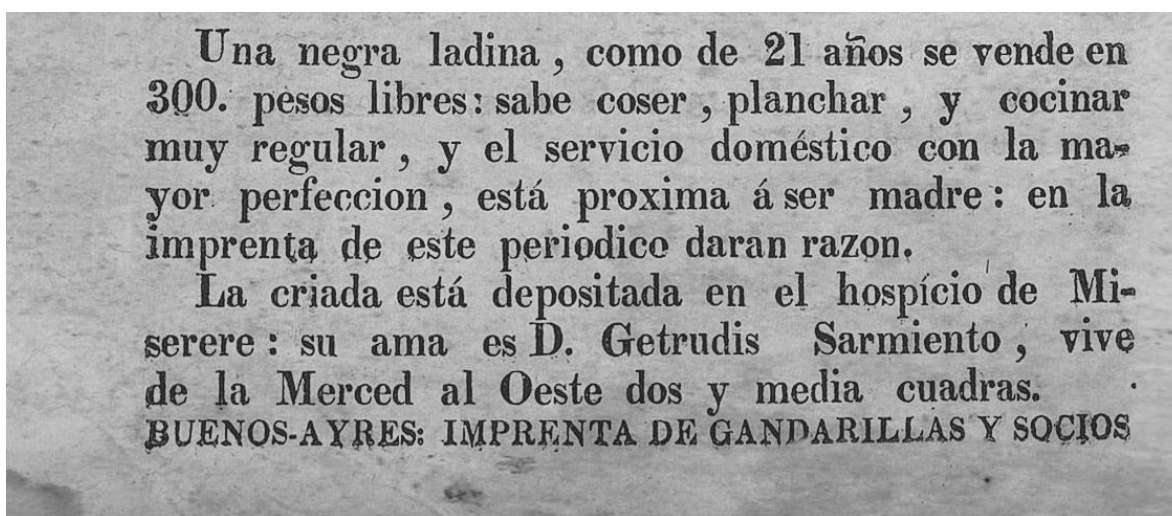 Una negra ladina , como de 21 años se vende en
300. pesos libres: sabe coser , planchar , y cocinar
muy regular , y el servicio doméstico con la ma-
yor perfeccion , está proxima á ser madre : en la
imprenta de este periodico daran razon.
La criada está depositada en el hospício de Mi-
serere : su ama es D. Getrudis Sarmiento , vive
de la Merced al Oeste dos y media cuadras.
BUENOS-AYRES: IMPRENTA DE GANDARILLAS Y SOCIOS